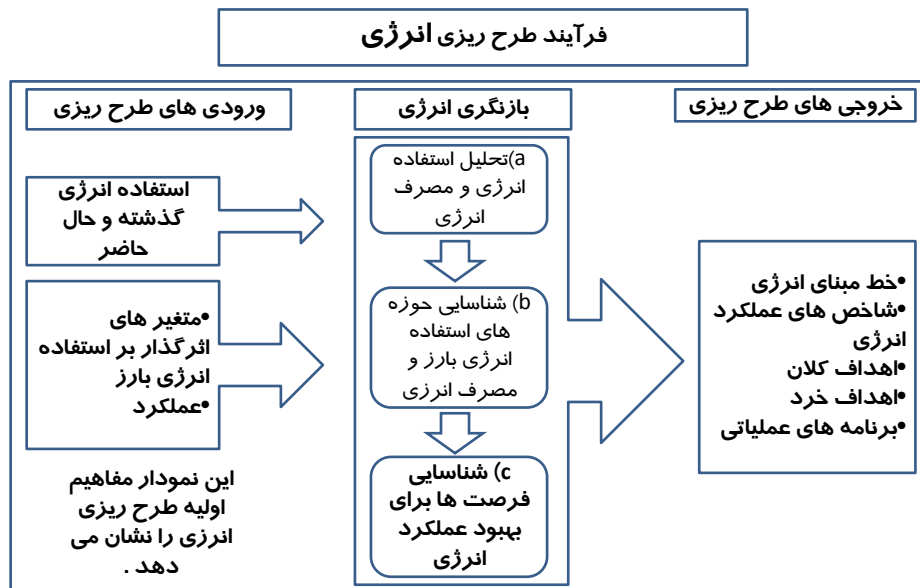 فرآیند طرح ریزی انرژی
ورودی های طرح ریزی
بازنگری انرژی
خروجی های طرح ریزی
استفاده انرژی
گذشته و حال
حاضر
•متغیر های
اثرگذار بر استفاده
انرژی بارز
•عملکرد
این نمودار مفاهیم
اولیه طرح ریزی
انرزی را نشان می
دهد .
a)تحلیل استفاده
انرژی و مصرف
انرژی
b) شناسایی حوزه
های استفاده
انرژی بارز و
مصرف انرزی
c) شناسایی
فرصت ها برای
بهبود عملکرد
انرژی
•خط مبنای انرژی
•شاخص های عملکرد
انرژی
•اهداف کلان
•اهداف خرد
•برنامه های عملیاتی